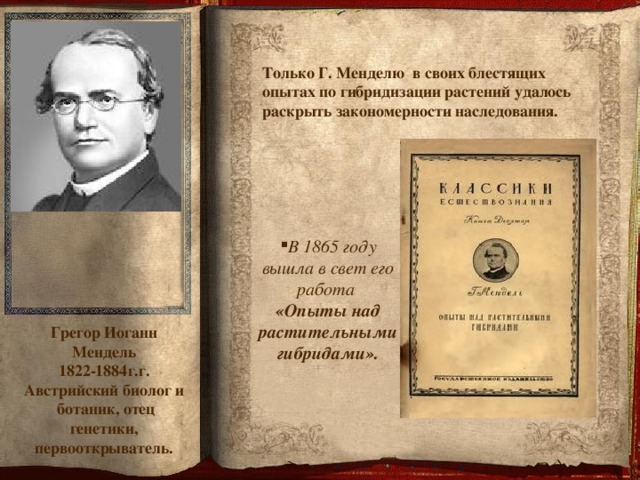 Только Г. Менделю в своих блестящих
опытах по гибридизации растений удалось
раскрыть закономерности наследования.
▪В 1865 году
вышла в свет его
работа
«Опыты над
растительными
гибридами».
КЛАССИКИ
ЕСТЕСТВОЗНАНИЯ
Книга Десятая
Г. Мендель
ОПЫТЫ НАД РАСТИТЕЛЬНЫМИ
ГИБРИДАМИ
ГОСУДАРСТВЕННОЕ ИЗДАТЕЛЬСТВО
Грегор Иоганн
Мендель
1822-1884г.г.
Австрийский биолог и
ботаник, отец
генетики,
первооткрыватель.